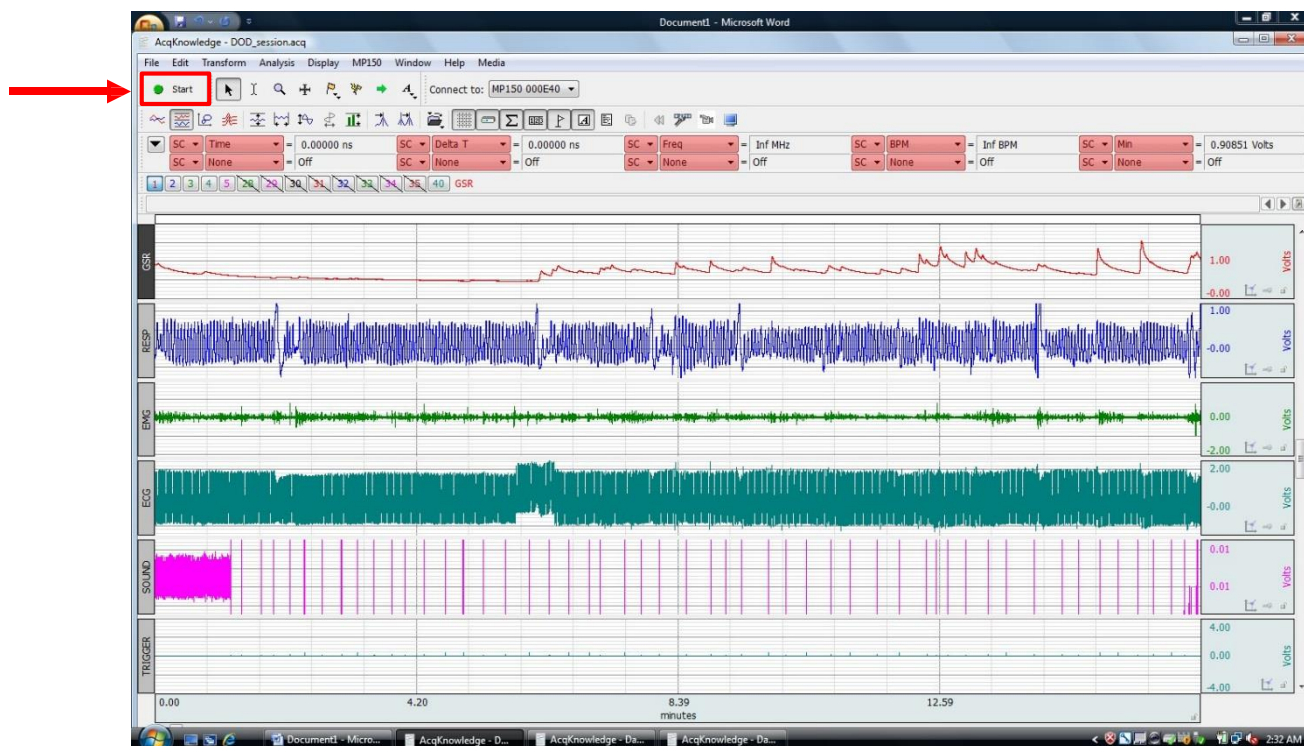 Document1 - Microsoft Word
AcqKnowledge - DOD_session.acq
File Edit Transform Analysis Display MP150 Window Help Media
Start Connect to: MP150 000E40
SC Time = 0.00000 ns SC Delta T = 0.00000 ns SC Freq = Inf MHz SC BPM = Inf BPM SC Min = 0.90851 Volts
SC None = Off SC None = Off SC None = Off SC None = Off SC None = Off
1 2 3 4 5 28 29 30 31 32 33 34 35 40 GSR
GSR
1.00
-0.00
Volts
RESP
1.00
-0.00
Volts
EMG
0.00
-2.00
Volts
ECG
2.00
-0.00
Volts
SOUND
0.01
0.01
Volts
TRIGGER
4.00
0.00
-4.00
Volts
0.00 4.20 8.39 12.59
minutes
Document1 - Micro... AcqKnowledge - D... AcqKnowledge - Da... AcqKnowledge - Da... 2:32 AM